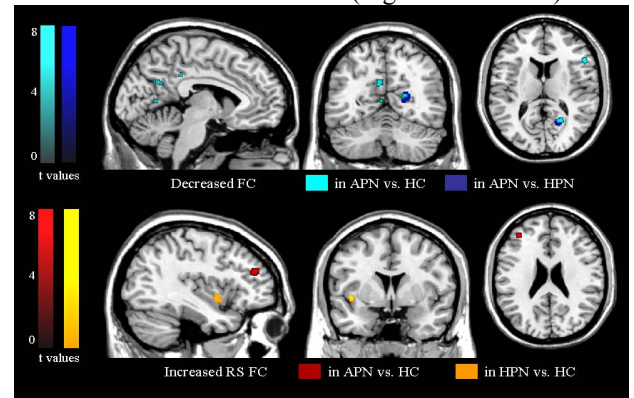 8
4
0
t values
Decreased FC in APN vs. HC in APN vs. HPN
8
4
0
t values
Increased RS FC in APN vs. HC in HPN vs. HC